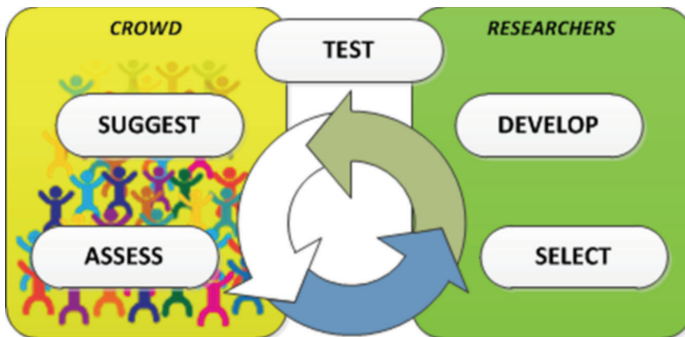 CROWD
RESEARCHERS
TEST
SUGGEST
DEVELOP
ASSESS
SELECT